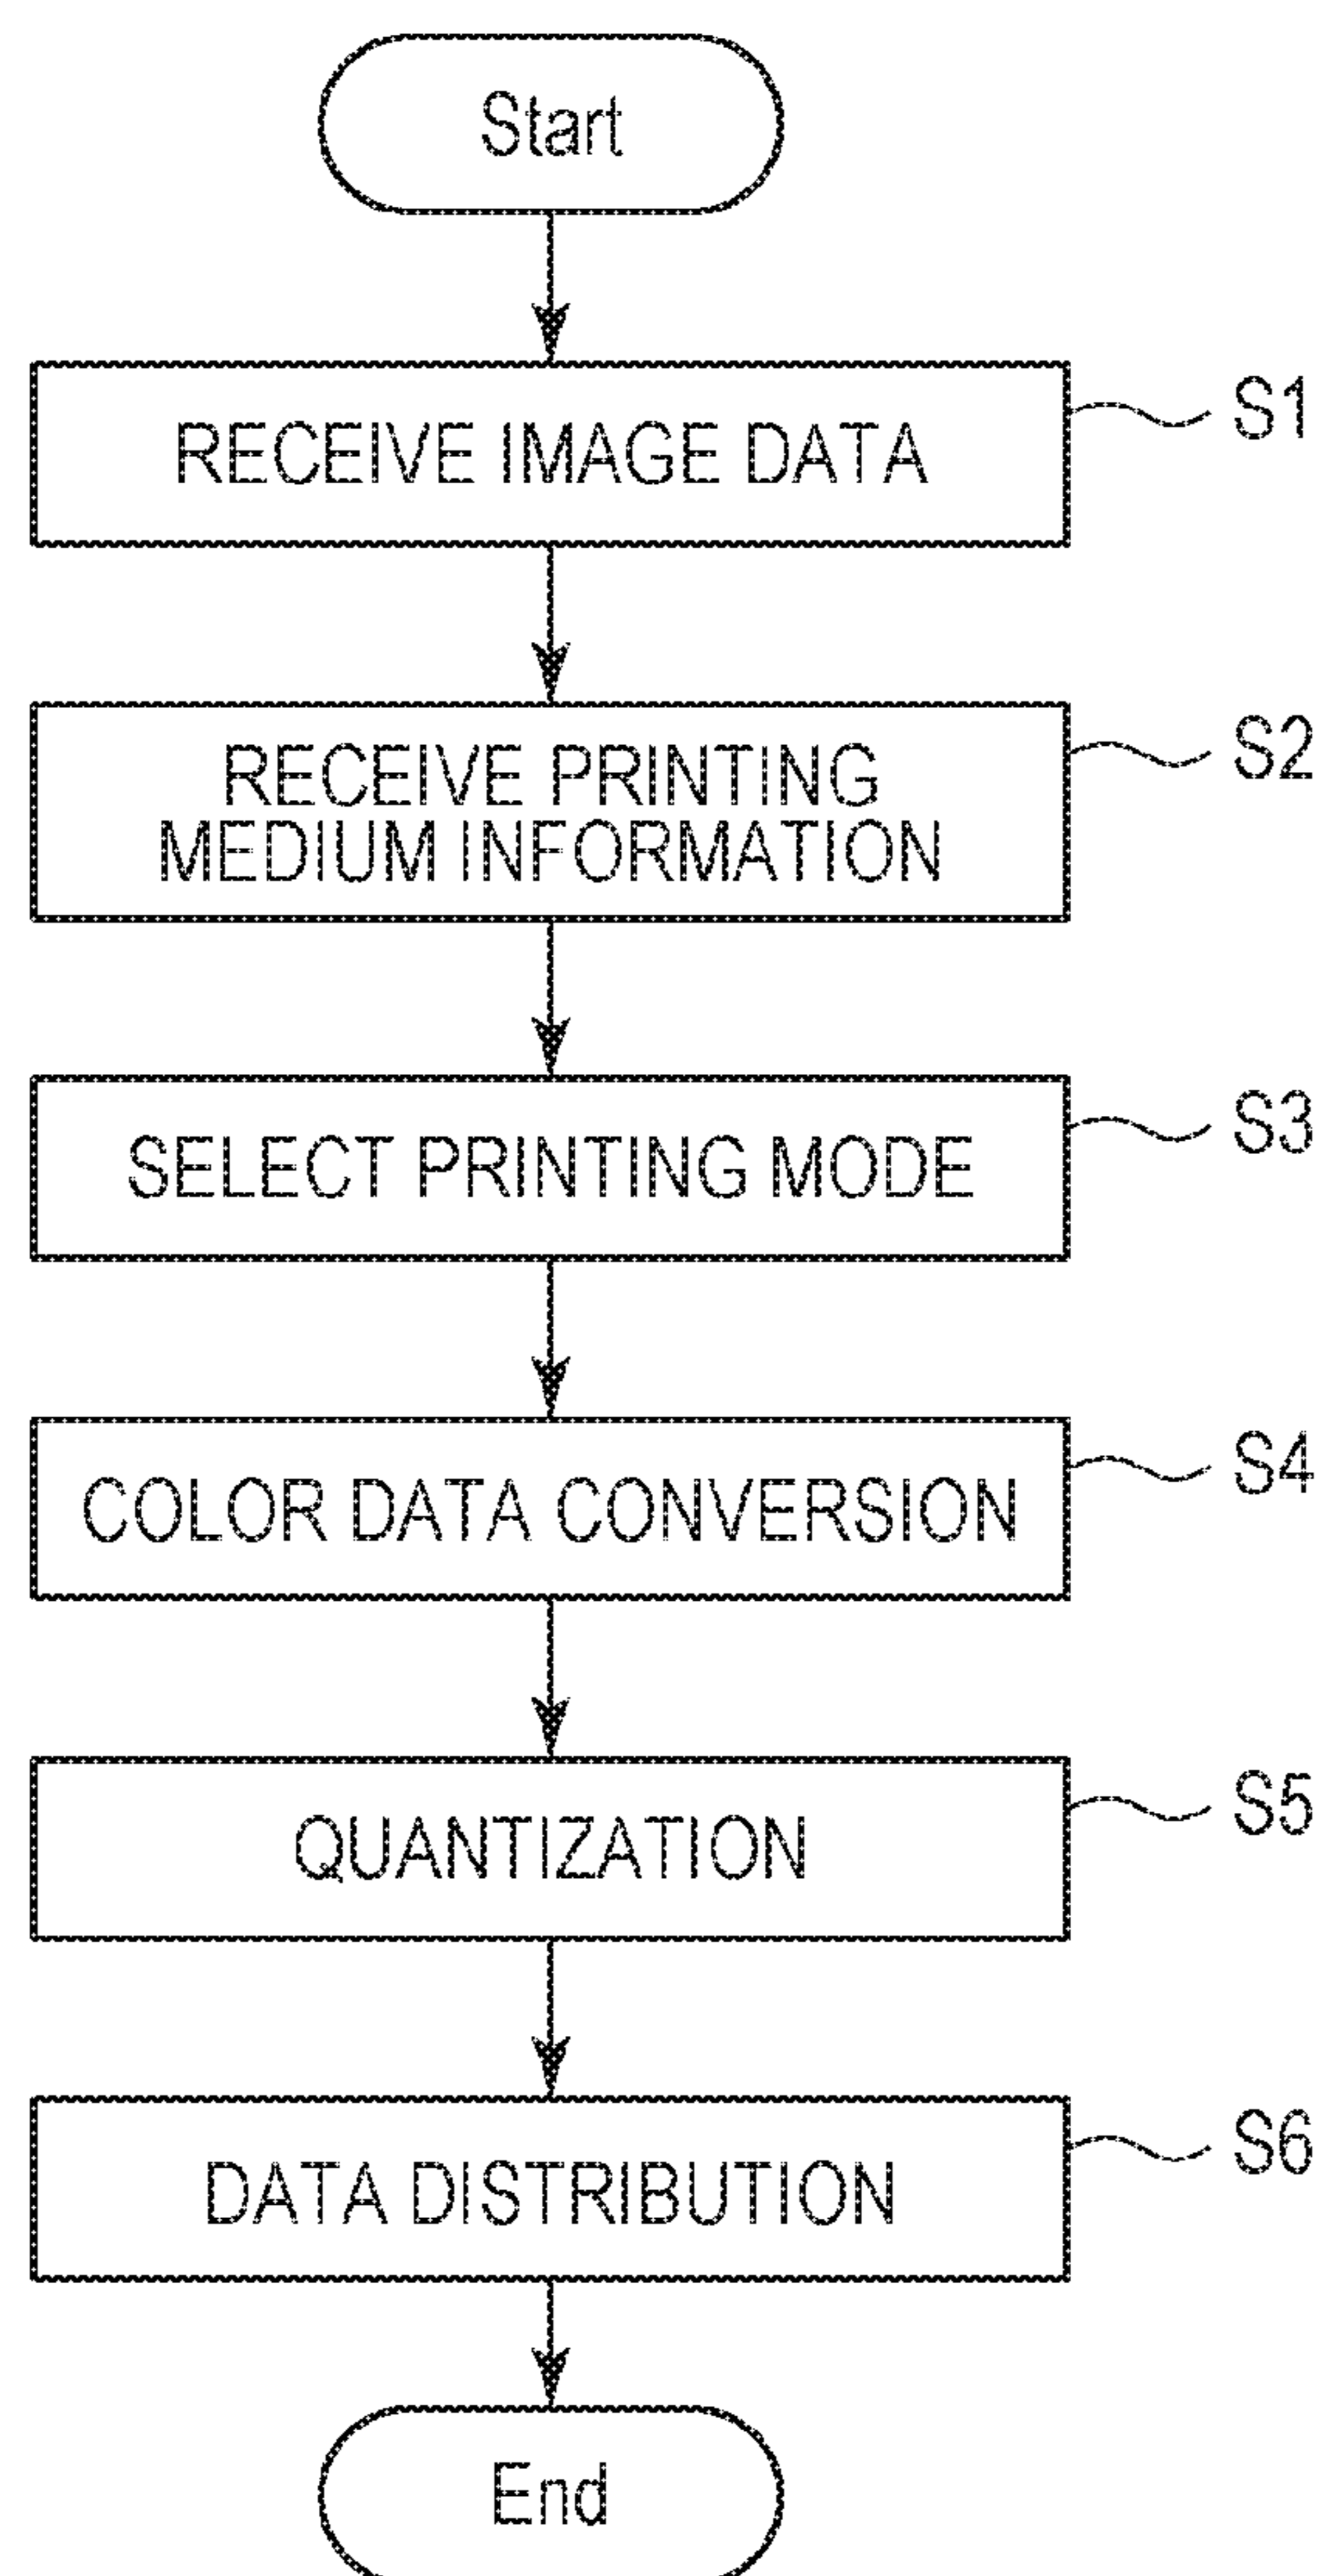 Start
RECEIVE IMAGE DATA
S1
RECEIVE PRINTING
MEDIUM INFORMATION
S2
SELECT PRINTING MODE
S3
COLOR DATA CONVERSION
S4
QUANTIZATION
S5
DATA DISTRIBUTION
S6
End